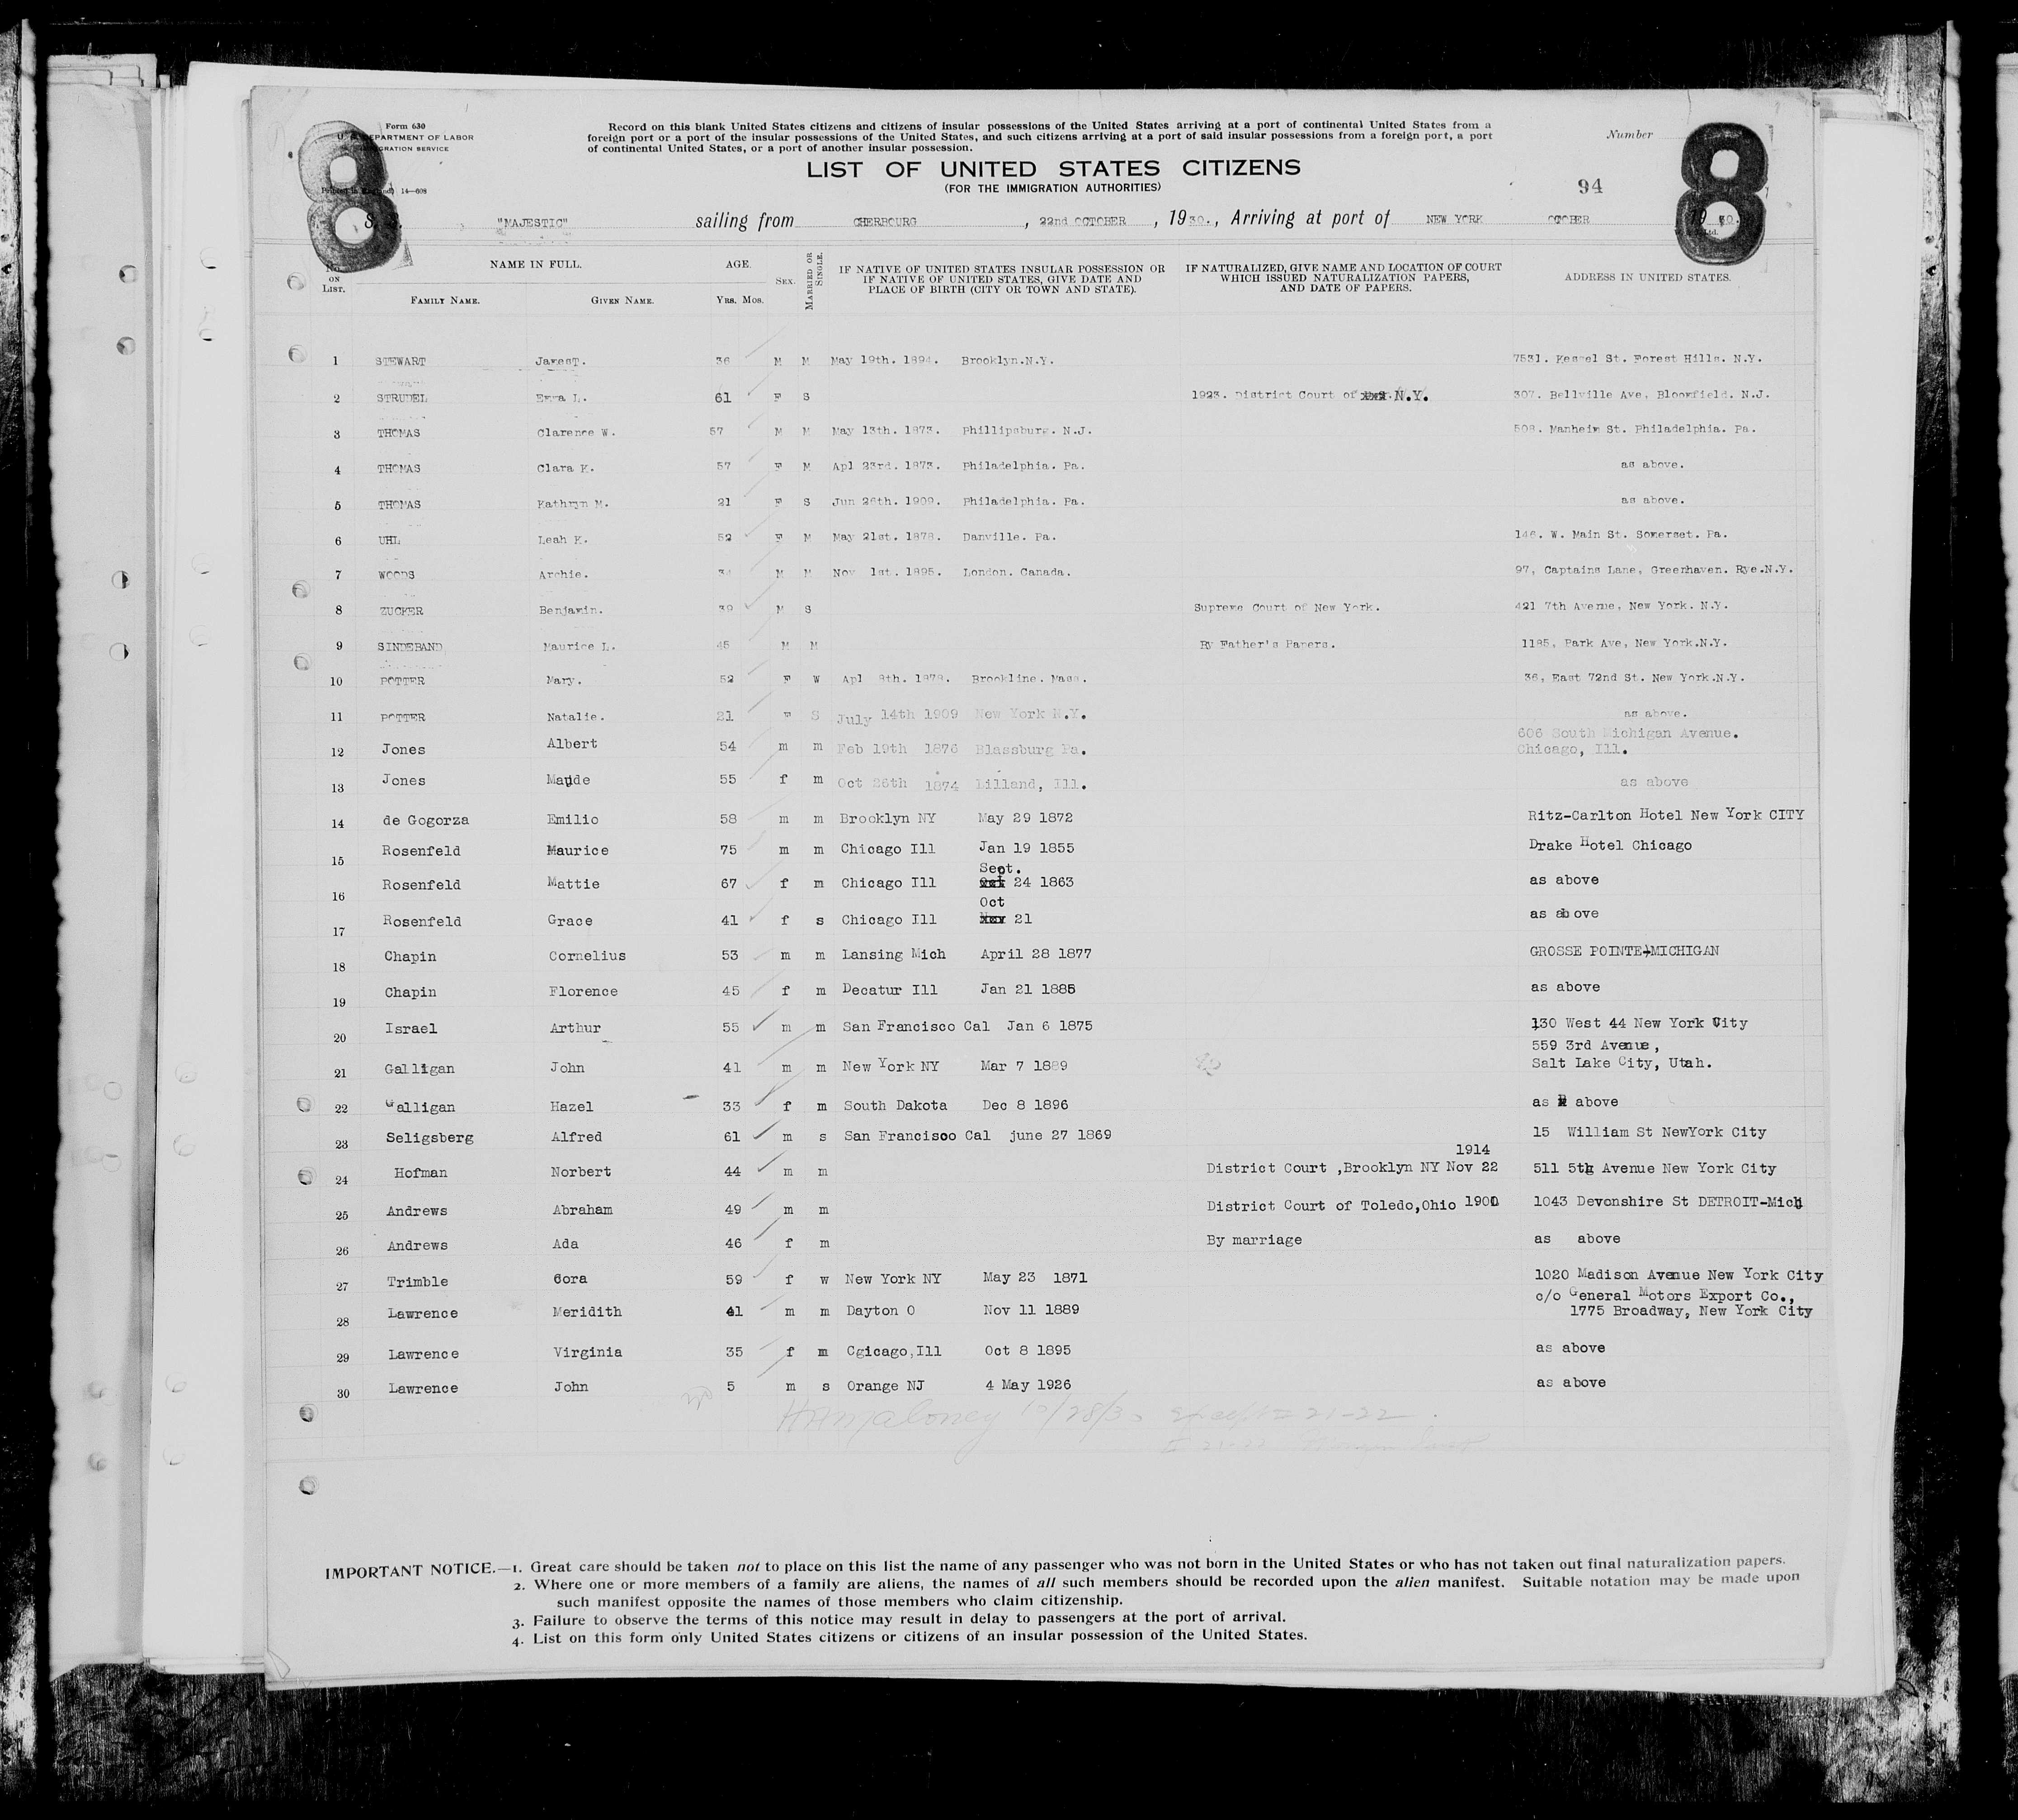 Form 630
U. S. DEPARTMENT OF LABOR
IMMIGRATION SERVICE
14—608
Record on this blank United States citizens and citizens of insular possessions of the United States arriving at a port of continental United States from a
foreign port or a port of the insular possessions of the United States, and such citizens arriving at a port of said insular possessions from a foreign port, a port
of continental United States, or a port of another insular possession.
Number
8
8
LIST OF UNITED STATES CITIZENS
(FOR THE IMMIGRATION AUTHORITIES)
94
S. S. "MAJESTIC" sailing from CHERBOURG, 22nd OCTOBER, 1930., Arriving at port of NEW YORK OCTOBER 1930.
No. ON LIST. NAME IN FULL. AGE. SEX. MARRIED OR SINGLE. IF NATIVE OF UNITED STATES INSULAR POSSESSION OR IF NATIVE OF UNITED STATES, GIVE DATE AND PLACE OF BIRTH (CITY OR TOWN AND STATE). IF NATURALIZED, GIVE NAME AND LOCATION OF COURT WHICH ISSUED NATURALIZATION PAPERS, AND DATE OF PAPERS. ADDRESS IN UNITED STATES.
FAMILY NAME. GIVEN NAME. YRS. MOS.
1 STEWART JamesT. 36 M M May 19th. 1894. Brooklyn.N.Y. 7531. Kessel St. Forest Hills. N.Y.
2 STRUDEL Emma L. 61 F S 1923. District Court of N.Y. 307. Bellville Ave, Bloomfield. N.J.
3 THOMAS Clarence W. 57 M M May 13th. 1873. Phillipsburg. N.J. 508. Manheim St. Philadelphia. Pa.
4 THOMAS Clara K. 57 F M Apl 23rd. 1873. Philadelphia. Pa. as above.
5 THOMAS Kathryn M. 21 F S Jun 26th. 1909. Philadelphia. Pa. as above.
6 UHL Leah K. 52 F M May 21st. 1878. Danville. Pa. 146. W. Main St. Somerset. Pa.
7 WOODS Archie. 34 M M Nov 1st. 1895. London. Canada. 97, Captains Lane, Greenhaven. Rye.N.Y.
8 ZUCKER Benjamin. 39 M S Supreme Court of New York. 421 7th Avenue, New York. N.Y.
9 SINDEBAND Maurice L. 45 M M By Father's Papers. 1185, Park Ave, New York.N.Y.
10 POTTER Mary. 52 F W Apl 8th. 1878. Brookline. Mass. 36, East 72nd St. New York.N.Y.
11 POTTER Natalie. 21 F S July 14th 1909 New York N.Y. as above.
12 Jones Albert 54 m m Feb 19th 1876 Blassburg Pa. 606 South Michigan Avenue.
Chicago, Ill.
13 Jones Maude 55 f m Oct 25th 1874 Lilland, Ill. as above
14 de Gogorza Emilio 58 m m Brooklyn NY May 29 1872 Ritz-Carlton Hotel New York CITY
15 Rosenfeld Maurice 75 m m Chicago Ill Jan 19 1855 Drake Hotel Chicago
Sept.
16 Rosenfeld Mattie 67 f m Chicago Ill 24 1863 as above
Oct
17 Rosenfeld Grace 41 f s Chicago Ill 21 as above
18 Chapin Cornelius 53 m m Lansing Mich April 28 1877 GROSSE POINTE-MICHIGAN
19 Chapin Florence 45 f m Decatur Ill Jan 21 1885 as above
20 Israel Arthur 55 m m San Francisco Cal Jan 6 1875 130 West 44 New York City
559 3rd Avenue,
21 Galligan John 41 m m New York NY Mar 7 1889 Salt Lake City, Utah.
22 Galligan Hazel 33 f m South Dakota Dec 8 1896 as above
23 Seligsberg Alfred 61 m s San Francisco Cal june 27 1869 15 William St NewYork City
1914
24 Hofman Norbert 44 m m District Court ,Brooklyn NY Nov 22 511 5th Avenue New York City
25 Andrews Abraham 49 m m District Court of Toledo,Ohio 1900 1043 Devonshire St DETROIT-Mich
26 Andrews Ada 46 f m By marriage as above
27 Trimble Cora 59 f w New York NY May 23 1871 1020 Madison Avenue New York City
c/o General Motors Export Co.,
28 Lawrence Meridith 41 m m Dayton O Nov 11 1889 1775 Broadway, New York City
29 Lawrence Virginia 35 f m Cgicago,Ill Oct 8 1895 as above
30 Lawrence John 5 m s Orange NJ 4 May 1926 as above
HAMaloney 10/28/30 21-22
IMPORTANT NOTICE.—1. Great care should be taken not to place on this list the name of any passenger who was not born in the United States or who has not taken out final naturalization papers.
2. Where one or more members of a family are aliens, the names of all such members should be recorded upon the alien manifest. Suitable notation may be made upon
such manifest opposite the names of those members who claim citizenship.
3. Failure to observe the terms of this notice may result in delay to passengers at the port of arrival.
4. List on this form only United States citizens or citizens of an insular possession of the United States.